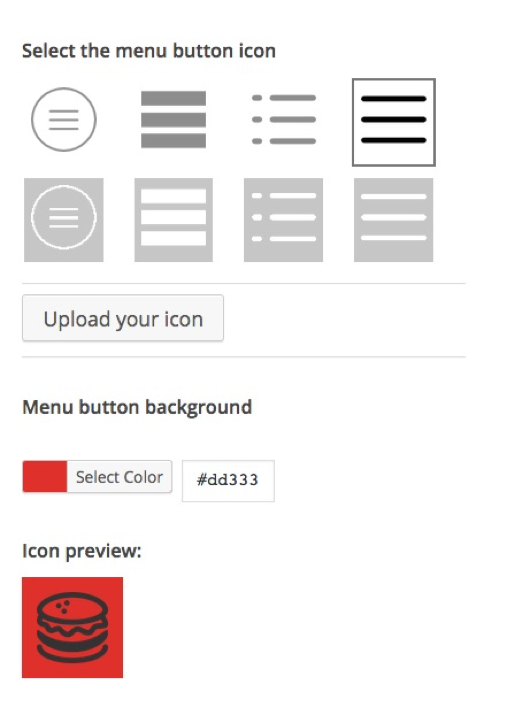 Select the menu button icon
Upload your icon
Menu button background
Select Color
#dd333
Icon preview: